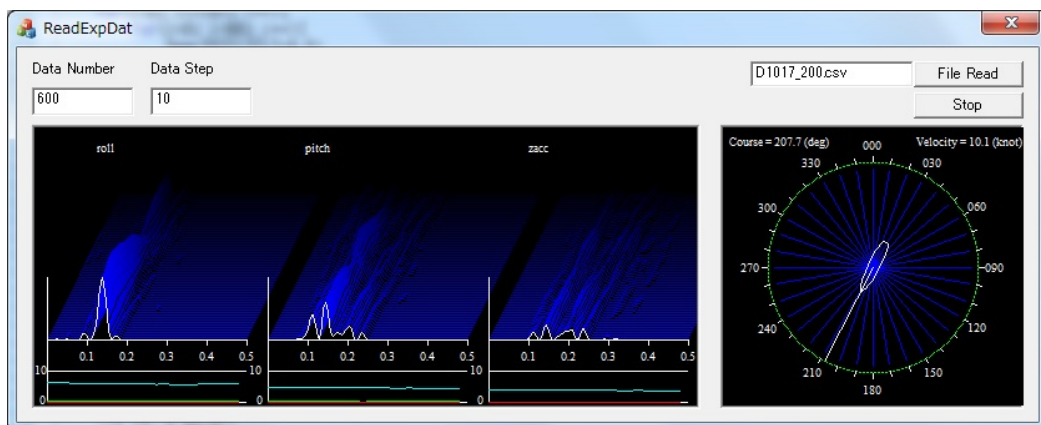 ReadExpDat
Data Number
Data Step
600
10
D1017_200.csv
File Read
Stop
roll
pitch
zacc
0.1 0.2 0.3 0.4 0.5
0.1 0.2 0.3 0.4 0.5
0.1 0.2 0.3 0.4 0.5
10
0
10
0
10
0
Course = 207.7 (deg)
Velocity = 10.1 (knot)
000
030
060
090
120
150
180
210
240
270
300
330